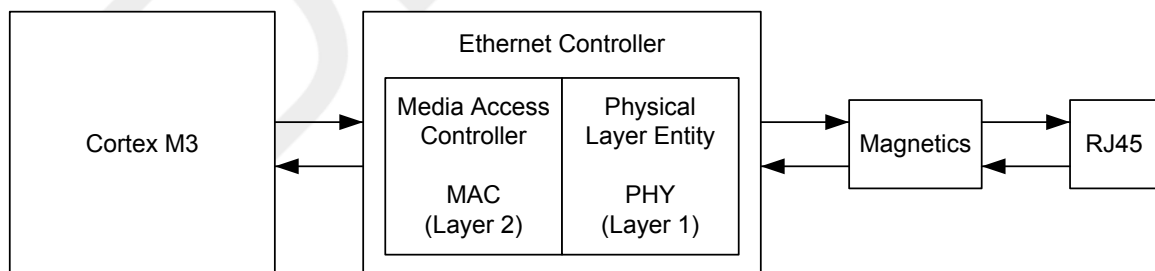 Ethernet Controller
Cortex M3
Media Access
Controller
MAC
(Layer 2)
Physical
Layer Entity
PHY
(Layer 1)
Magnetics
RJ45